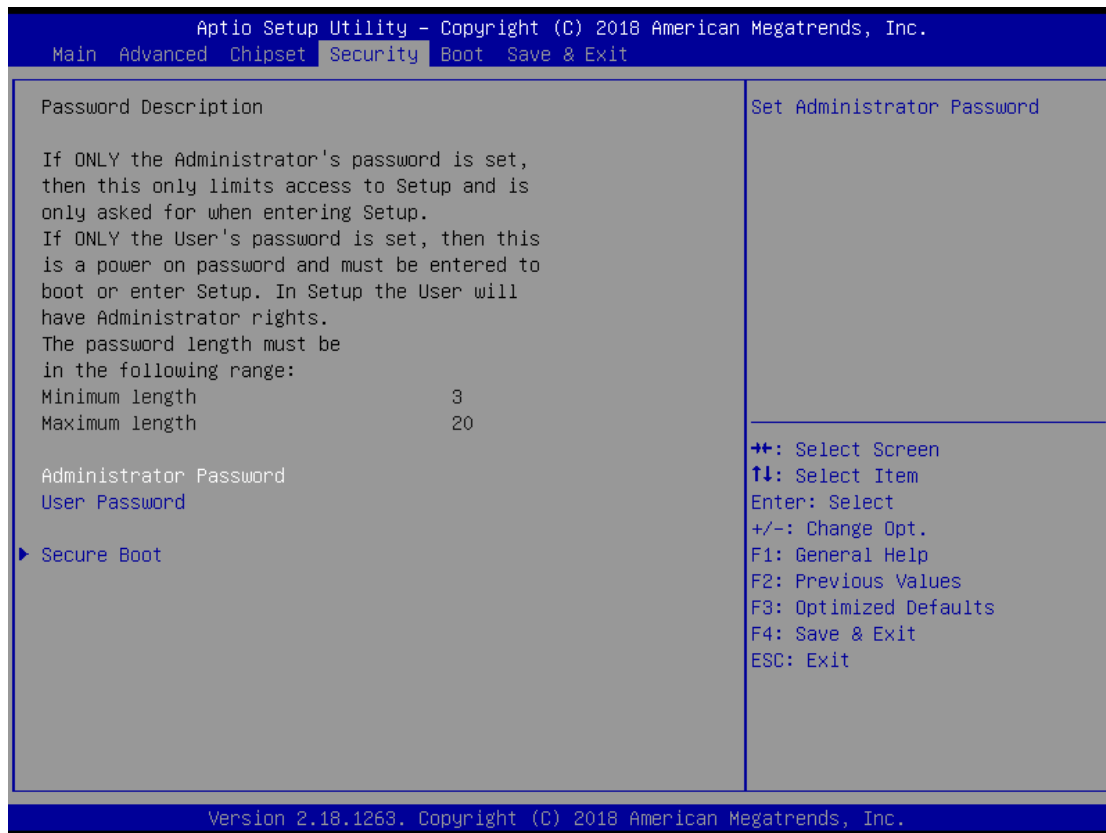 Aptio Setup Utility – Copyright (C) 2018 American Megatrends, Inc.
Main Advanced Chipset Security Boot Save & Exit
Password Description
If ONLY the Administrator's password is set,
then this only limits access to Setup and is
only asked for when entering Setup.
If ONLY the User's password is set, then this
is a power on password and must be entered to
boot or enter Setup. In Setup the User will
have Administrator rights.
The password length must be
in the following range:
Minimum length 3
Maximum length 20
Administrator Password
User Password
Secure Boot
Set Administrator Password
→←: Select Screen
↑↓: Select Item
Enter: Select
+/-: Change Opt.
F1: General Help
F2: Previous Values
F3: Optimized Defaults
F4: Save & Exit
ESC: Exit
Version 2.18.1263. Copyright (C) 2018 American Megatrends, Inc.